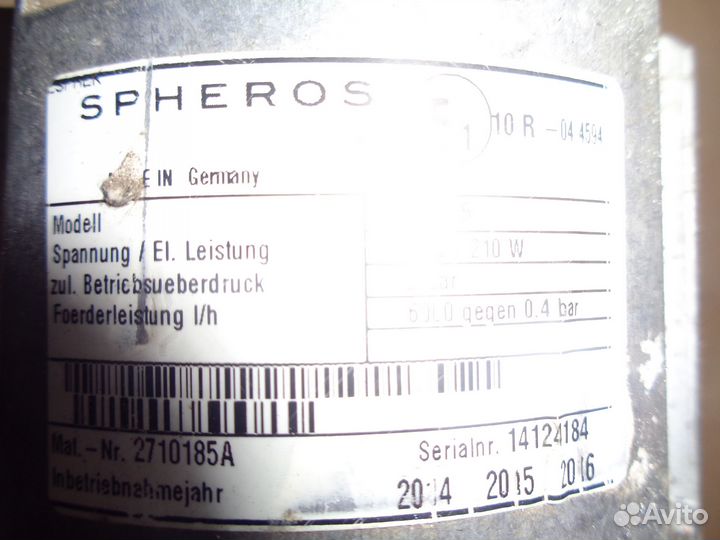 SPHEROS
10 R -04 4594
IN Germany
Modell
Spannung / El. Leistung 210 W
zul. Betriebsueberdruck
Foerderleistung l/h gegen 0.4 bar
Mat.-Nr. 2710185A Serialnr. 14124184
Inbetriebnahmejahr 2014 2015 2016
Avito